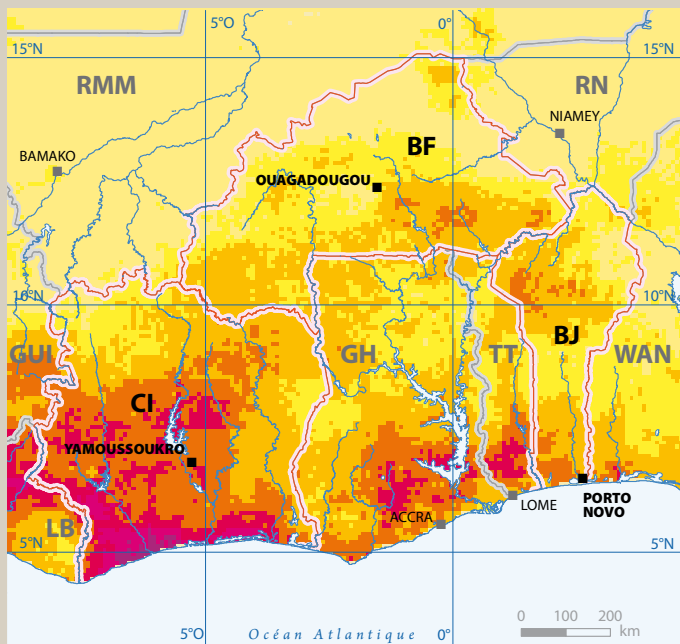 5°O
0°
15°N
15°N
RMM
RN
NIAMEY
BAMAKO
BF
OUAGADOUGOU
10°N
10°N
GUI
GH
TT
BJ
WAN
CI
YAMOUSSOUKRO
LB
ACCRA
LOME
PORTO
NOVO
5°N
5°N
0 100 200
km
5°O
Océan Atlantique
0°